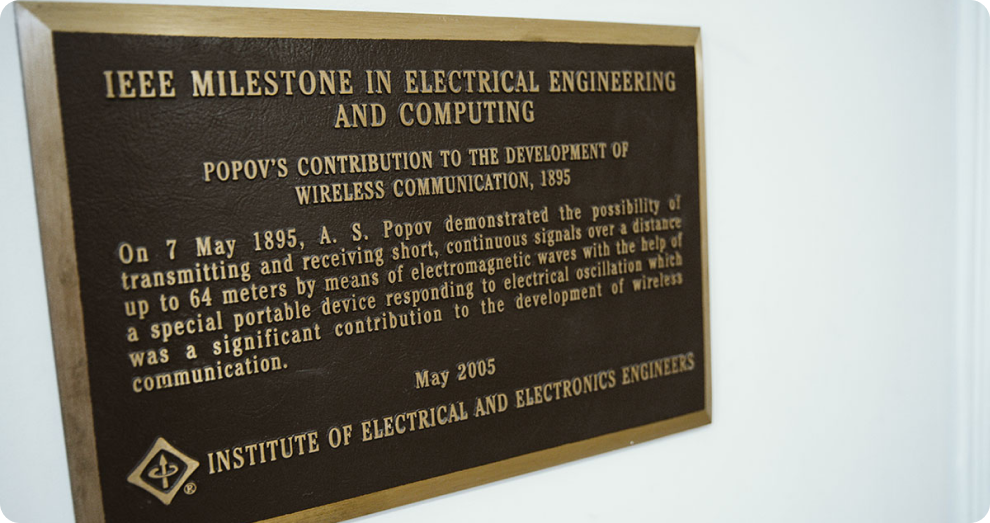 IEEE MILESTONE IN ELECTRICAL ENGINEERING
AND COMPUTING
POPOV'S CONTRIBUTION TO THE DEVELOPMENT OF
WIRELESS COMMUNICATION, 1895
On 7 May 1895, A. S. Popov demonstrated the possibility of
transmitting and receiving short, continuous signals over a distance
up to 64 meters by means of electromagnetic waves with the help of
a special portable device responding to electrical oscillation which
was a significant contribution to the development of wireless
communication.
May 2005
INSTITUTE OF ELECTRICAL AND ELECTRONICS ENGINEERS
®